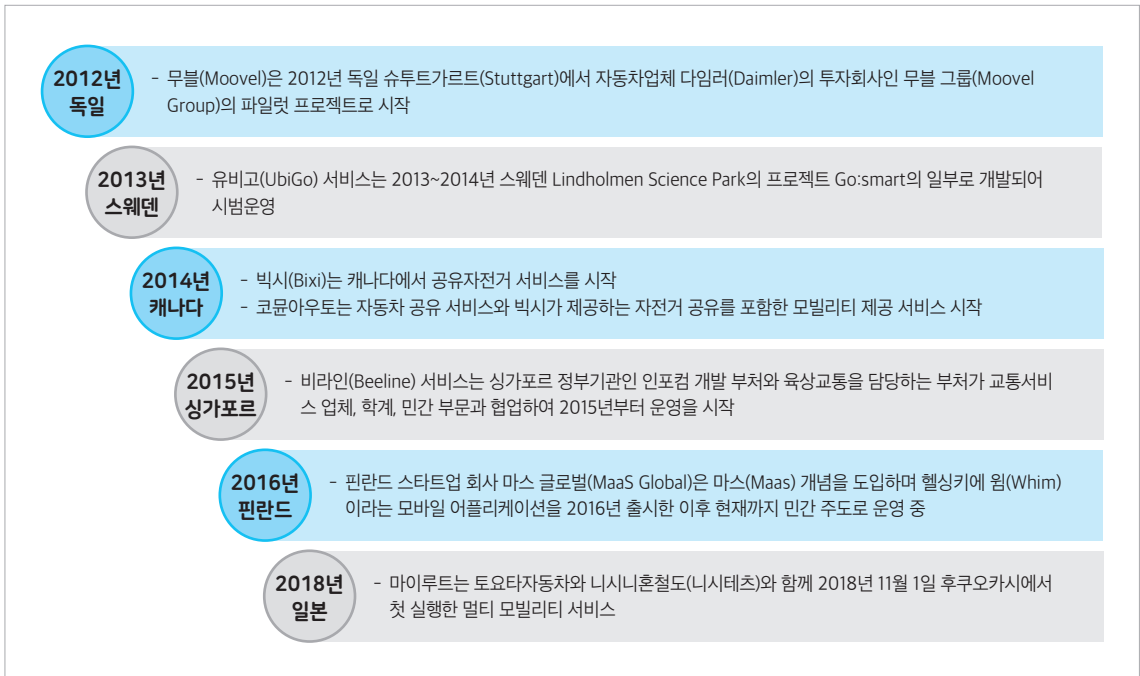 2012년
독일
- 무블(Moovel)은 2012년 독일 슈투트가르트(Stuttgart)에서 자동차업체 다임러(Daimler)의 투자회사인 무블 그룹(Moovel
Group)의 파일럿 프로젝트로 시작
2013년
스웨덴
- 유비고(UbiGo) 서비스는 2013~2014년 스웨덴 Lindholmen Science Park의 프로젝트 Go:smart의 일부로 개발되어
시범운영
2014년
캐나다
- 빅시(Bixi)는 캐나다에서 공유자전거 서비스를 시작
- 코뮨아우토는 자동차 공유 서비스와 빅시가 제공하는 자전거 공유를 포함한 모빌리티 제공 서비스 시작
2015년
싱가포르
- 비라인(Beeline) 서비스는 싱가포르 정부기관인 인포컴 개발 부처와 육상교통을 담당하는 부처가 교통서비
스 업체, 학계, 민간 부문과 협업하여 2015년부터 운영을 시작
2016년
핀란드
- 핀란드 스타트업 회사 마스 글로벌(MaaS Global)은 마스(Maas) 개념을 도입하며 헬싱키에 윔(Whim)
이라는 모바일 어플리케이션을 2016년 출시한 이후 현재까지 민간 주도로 운영 중
2018년
일본
- 마이루트는 토요타자동차와 니시니혼철도(니시테츠)와 함께 2018년 11월 1일 후쿠오카시에서
첫 실행한 멀티 모빌리티 서비스